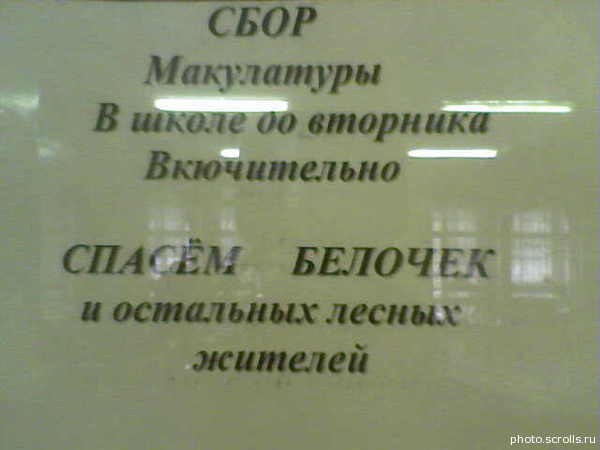 СБОР
Макулатуры
В школе до вторника
Вкючительно
СПАСЁМ БЕЛОЧЕК
и остальных лесных
жителей
photo.scrolls.ru